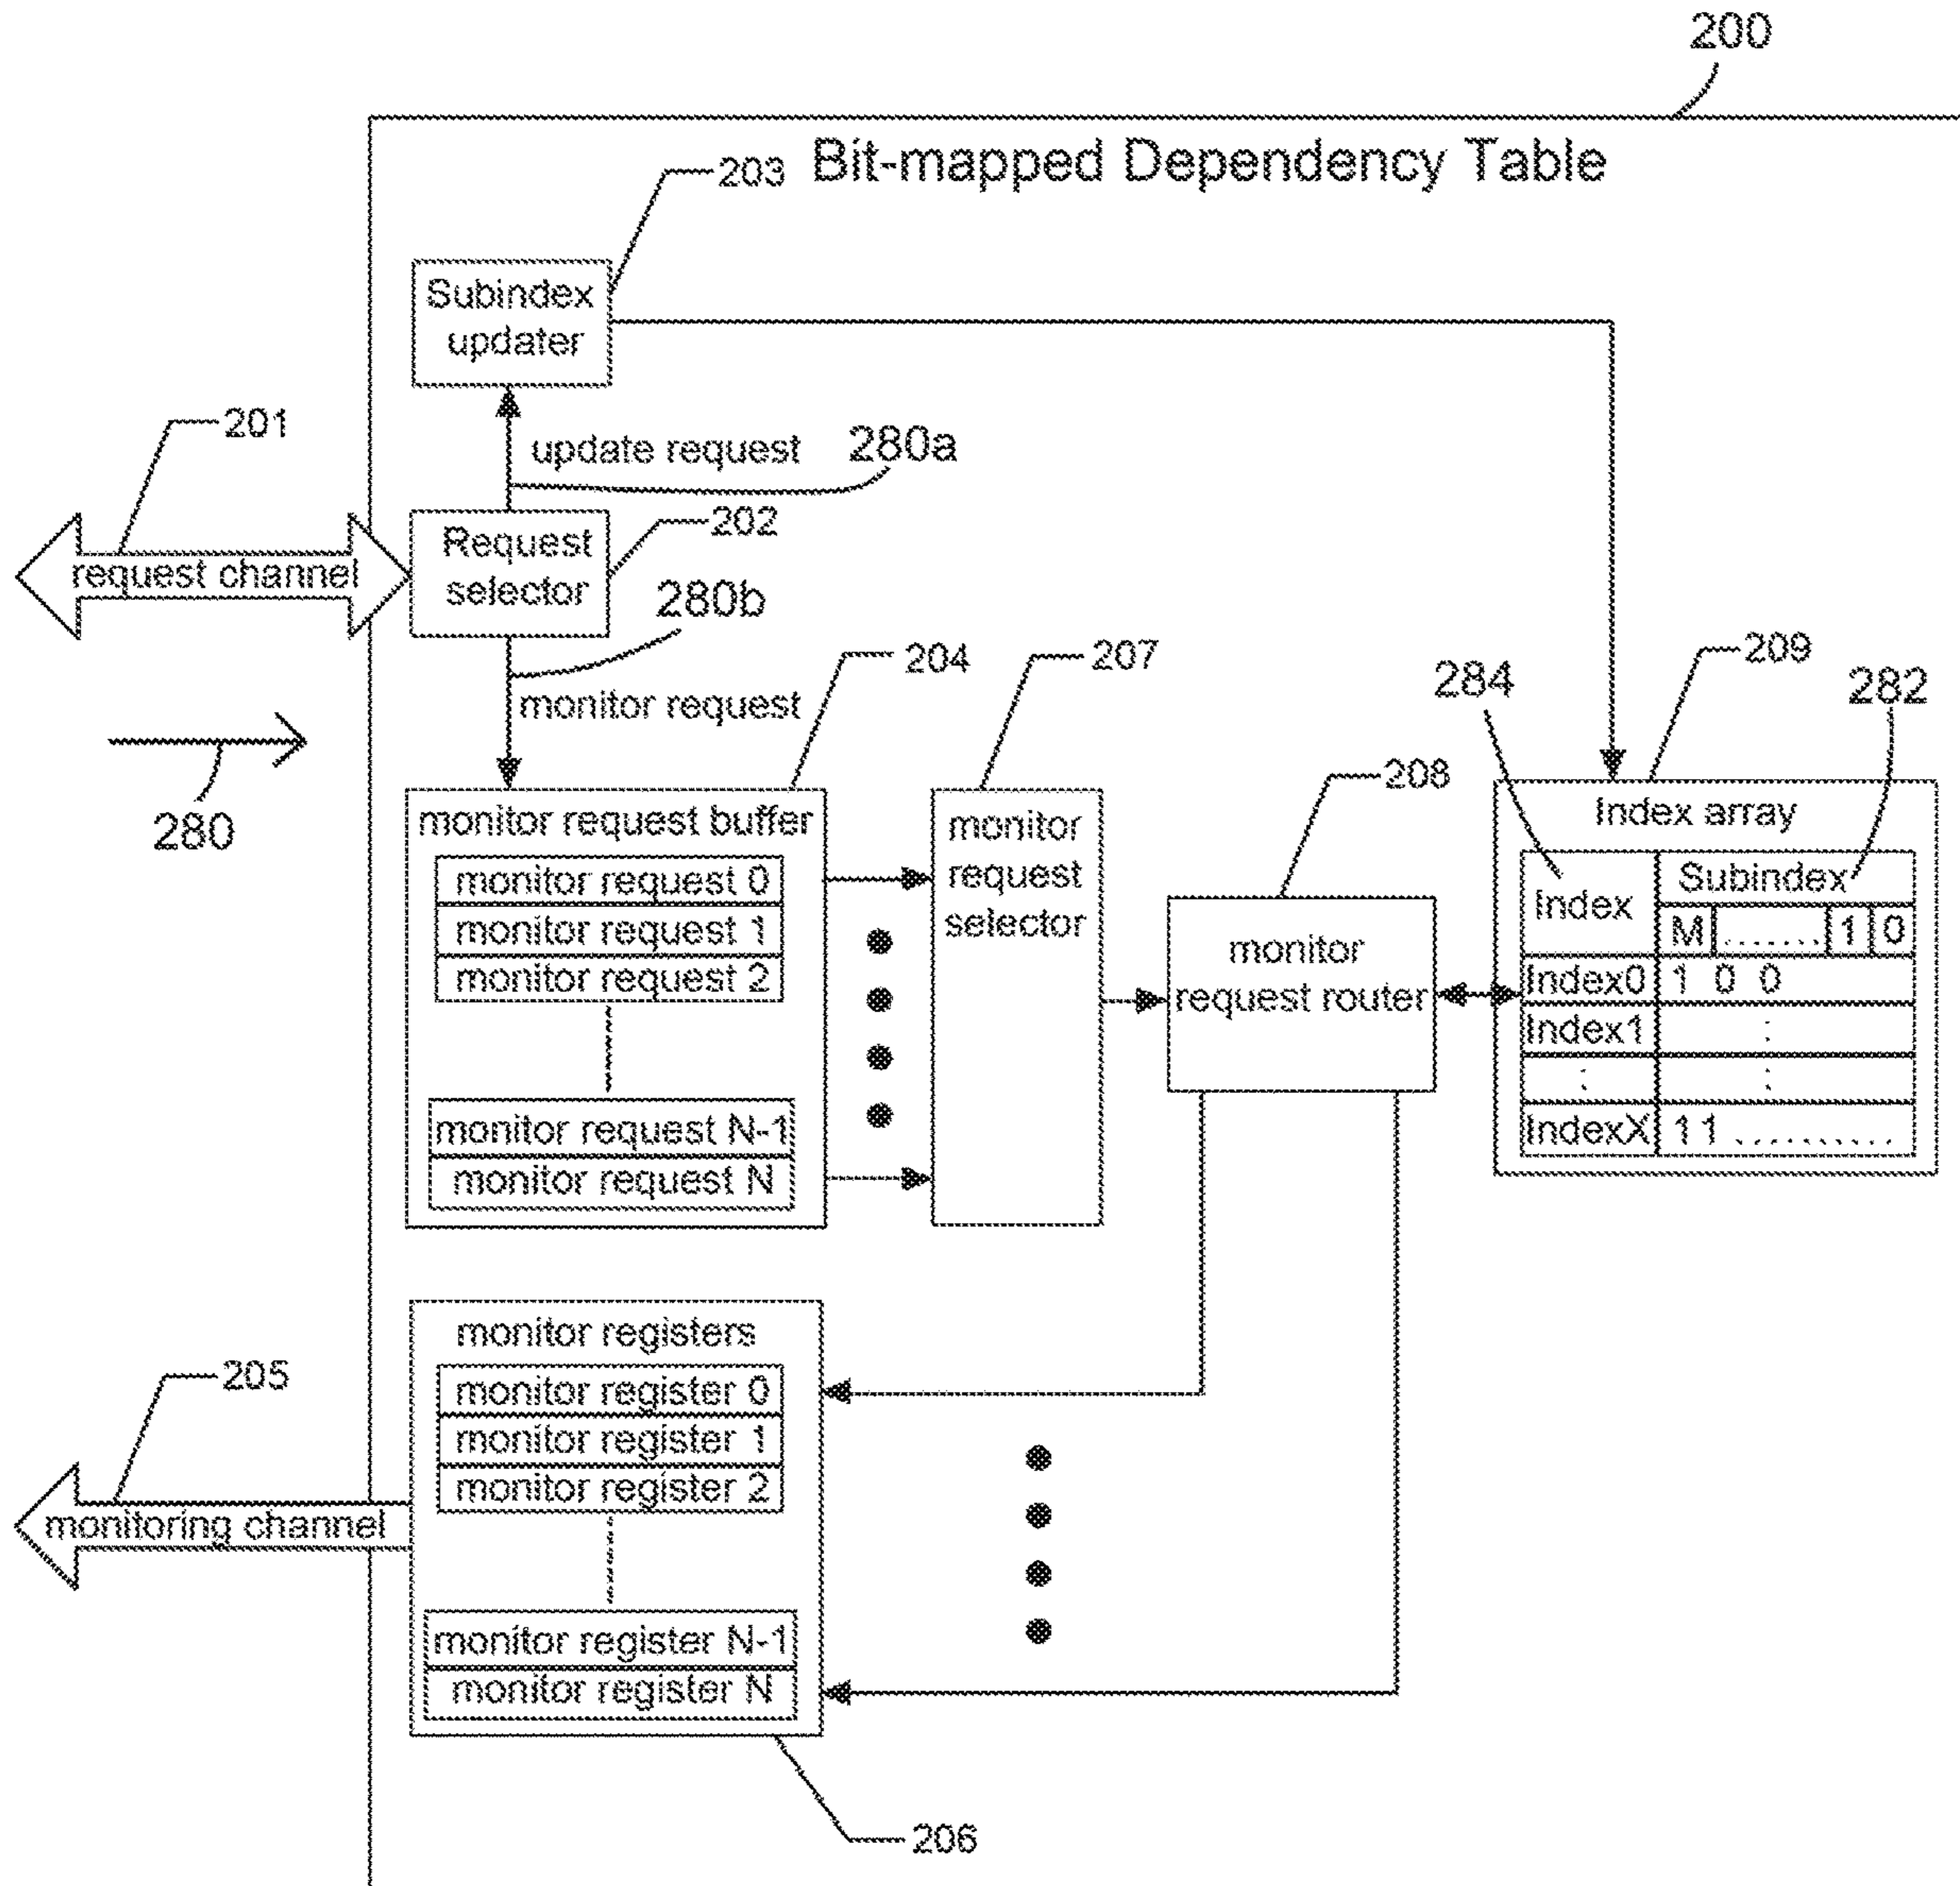 200
Bit-mapped Dependency Table
203
Subindex
updater
201
update request
280a
request channel
Request
selector
202
280b
monitor request
204
207
209
284
282
280
208
monitor request buffer
monitor request 0
monitor request 1
monitor request 2
monitor request N-1
monitor request N
monitor
request
selector
monitor
request router
Index array
Index
Subindex
M ....... 1 0
Index0 1 0 0
Index1 :
: :
IndexX 11 ..........
monitor registers
monitor register 0
monitor register 1
monitor register 2
monitor register N-1
monitor register N
205
monitoring channel
206